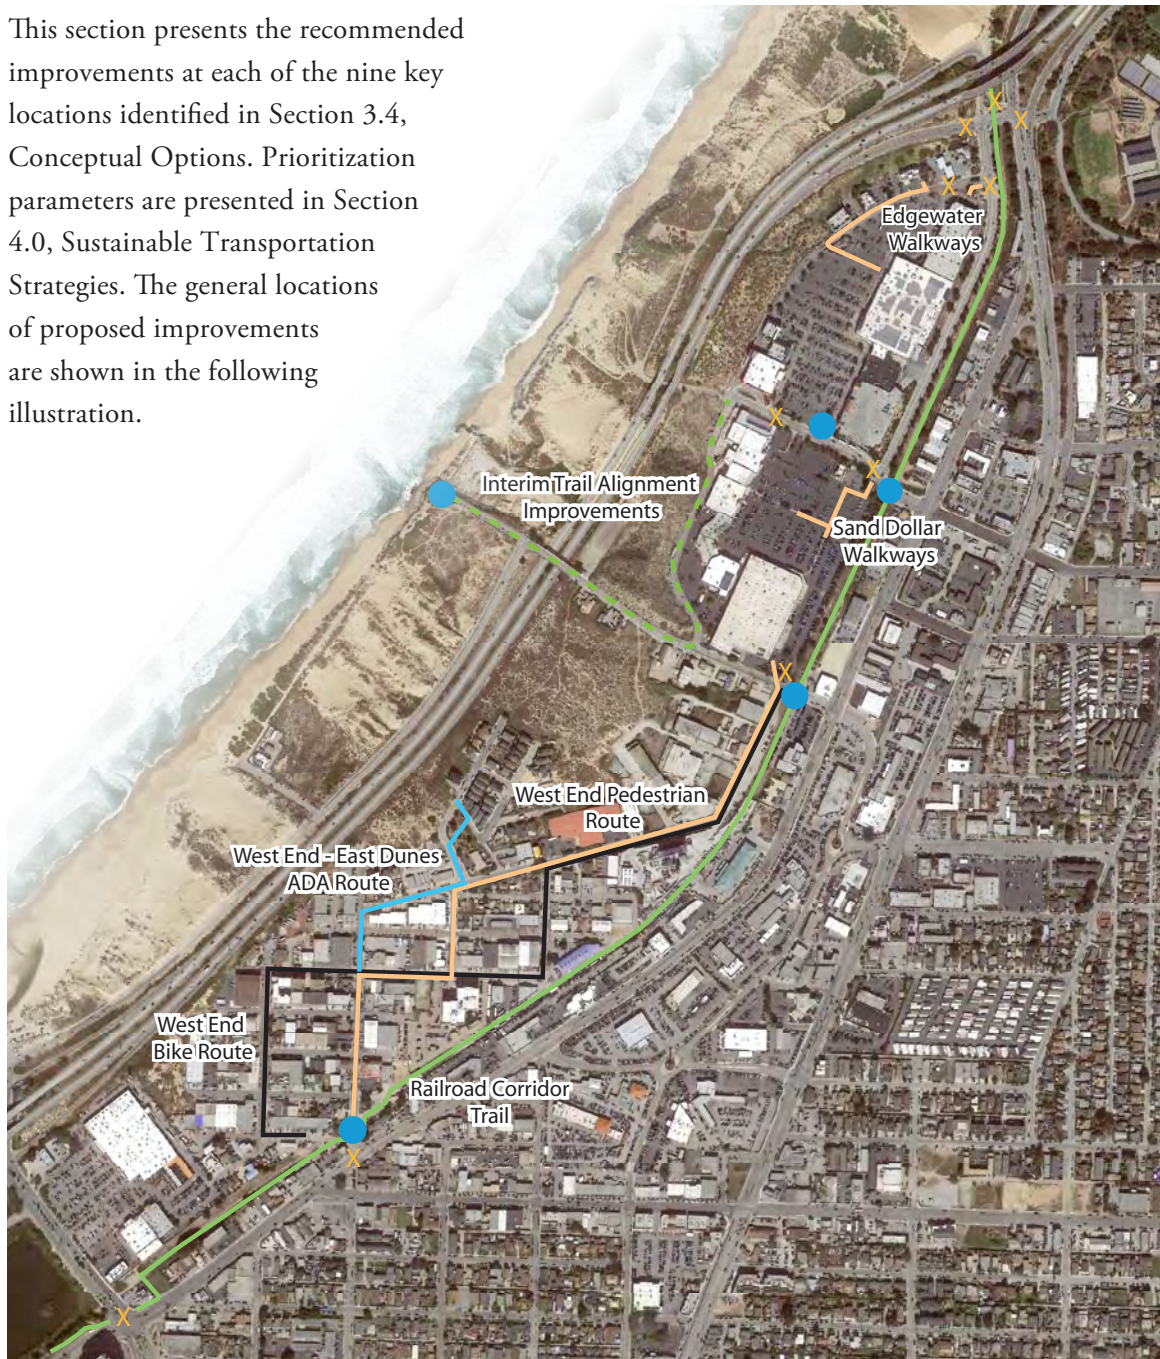 This section presents the recommended
improvements at each of the nine key
locations identified in Section 3.4,
Conceptual Options. Prioritization
parameters are presented in Section
4.0, Sustainable Transportation
Strategies. The general locations
of proposed improvements
are shown in the following
illustration.
X
X
X
X
X
Edgewater
Walkways
X
X
Interim Trail Alignment
Improvements
Sand Dollar
Walkways
X
West End Pedestrian
Route
West End - East Dunes
ADA Route
West End
Bike Route
Railroad Corridor
Trail
X
X